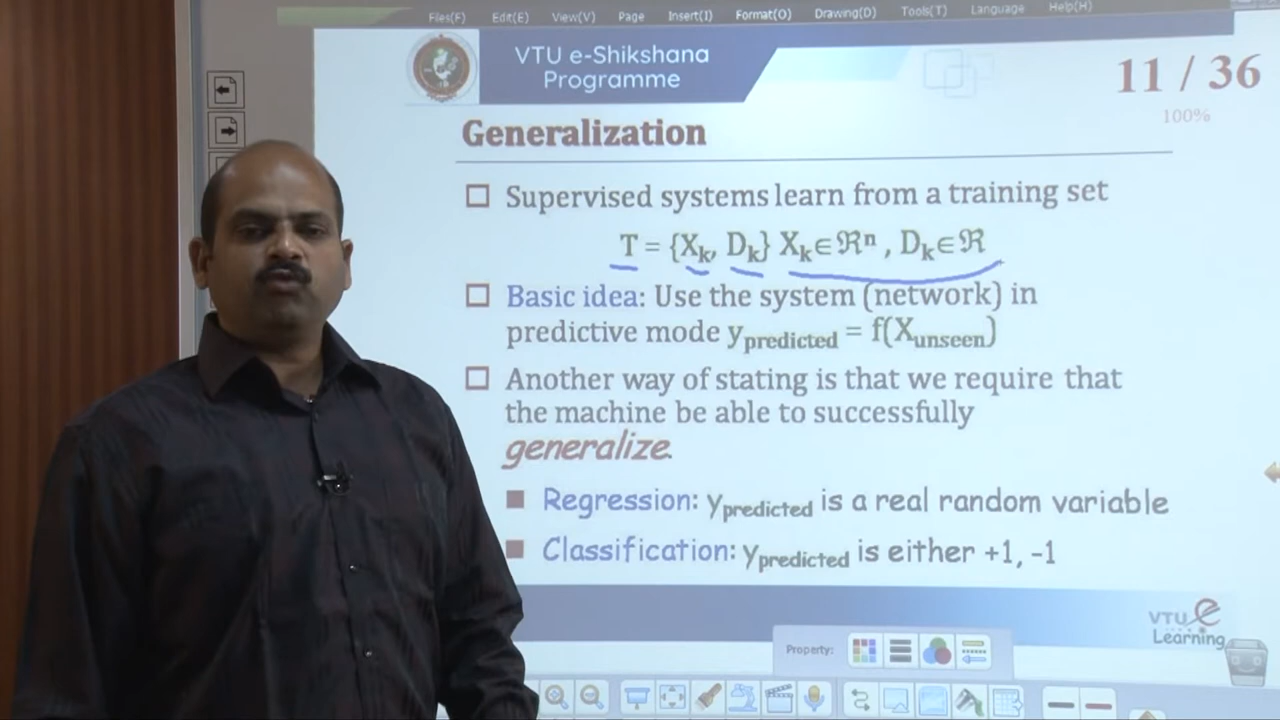 Files(F) Edit(E) View(V) Page Insert(I) Format(O) Drawing(D) Tools(T) Language Help(H)
VTU e-Shikshana
Programme
11 / 36
100%
Generalization
Supervised systems learn from a training set
T = {Xₖ, Dₖ} Xₖ∈ℜⁿ , Dₖ∈ℜ
Basic idea: Use the system (network) in
predictive mode ypredicted = f(Xunseen)
Another way of stating is that we require that
the machine be able to successfully
generalize.
Regression: ypredicted is a real random variable
Classification: ypredicted is either +1, -1
VTU e
Learning
Property: